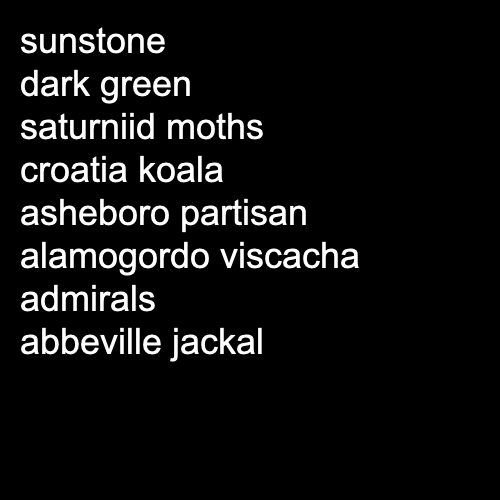 sunstone
dark green
saturniid moths
croatia koala
asheboro partisan
alamogordo viscacha
admirals
abbeville jackal